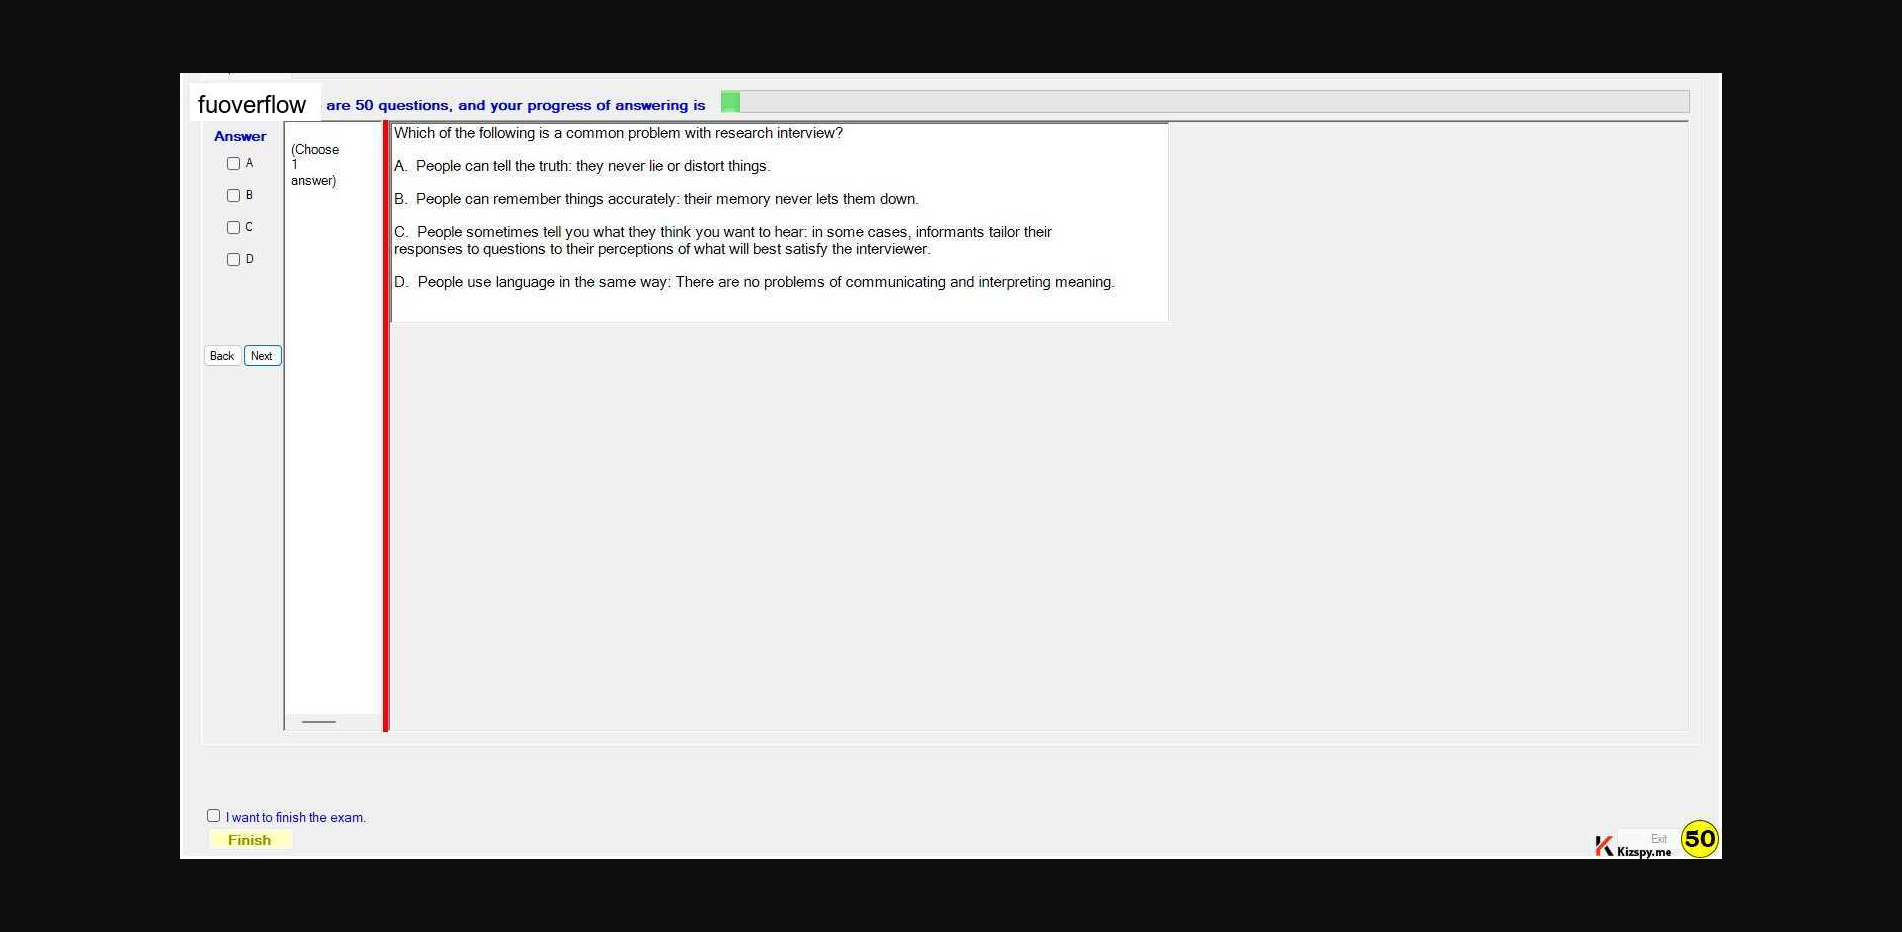 fuoverflow are 50 questions, and your progress of answering is
Answer
A
B
C
D
Back Next
(Choose
1
answer)
Which of the following is a common problem with research interview?
A. People can tell the truth: they never lie or distort things.
B. People can remember things accurately: their memory never lets them down.
C. People sometimes tell you what they think you want to hear: in some cases, informants tailor their
responses to questions to their perceptions of what will best satisfy the interviewer.
D. People use language in the same way: There are no problems of communicating and interpreting meaning.
I want to finish the exam.
Finish
Exit
Kizspy.me
50